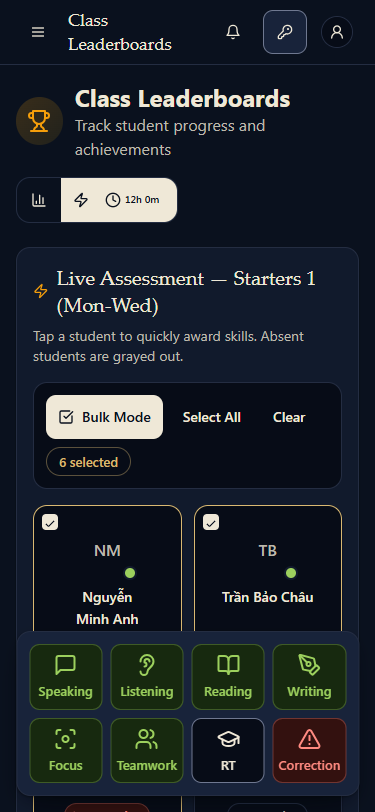 Class
Leaderboards
Class Leaderboards
Track student progress and
achievements
12h 0m
Live Assessment — Starters 1
(Mon-Wed)
Tap a student to quickly award skills. Absent
students are grayed out.
Bulk Mode
Select All
Clear
6 selected
NM
TB
Nguyễn
Minh Anh
Trần Bảo Châu
Speaking
Listening
Reading
Writing
Focus
Teamwork
RT
Correction